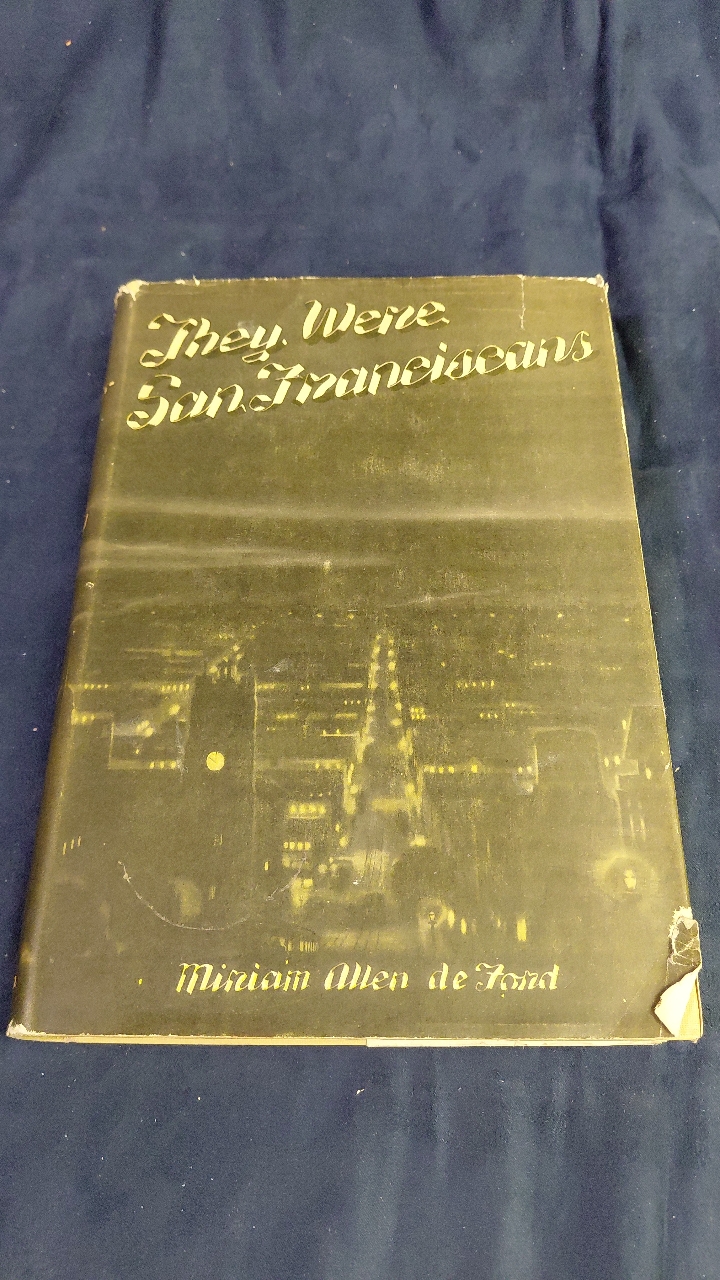 They Were
San Franciscans
Miriam Allen de Ford